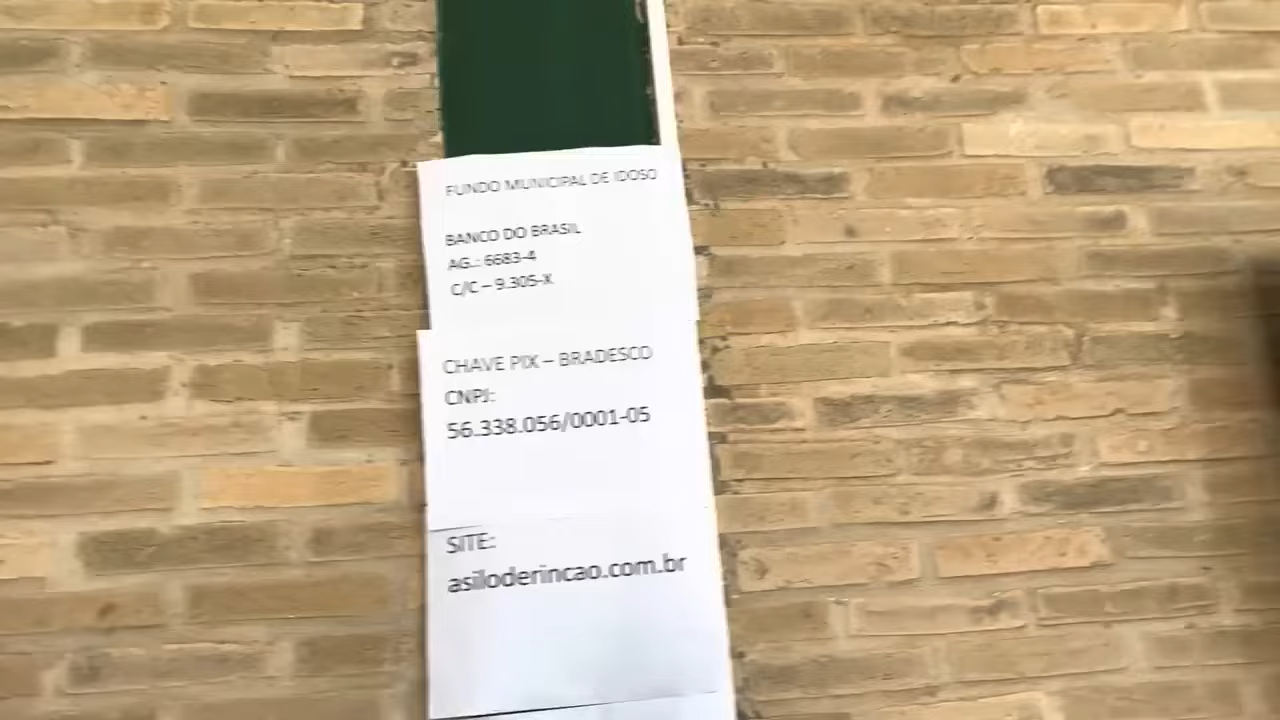 FUNDO MUNICIPAL DE IDOSO
BANCO DO BRASIL
AG.: 6683-4
C/C – 9.305-X
CHAVE PIX – BRADESCO
CNPJ:
56.338.056/0001-05
SITE:
asiloderincao.com.br